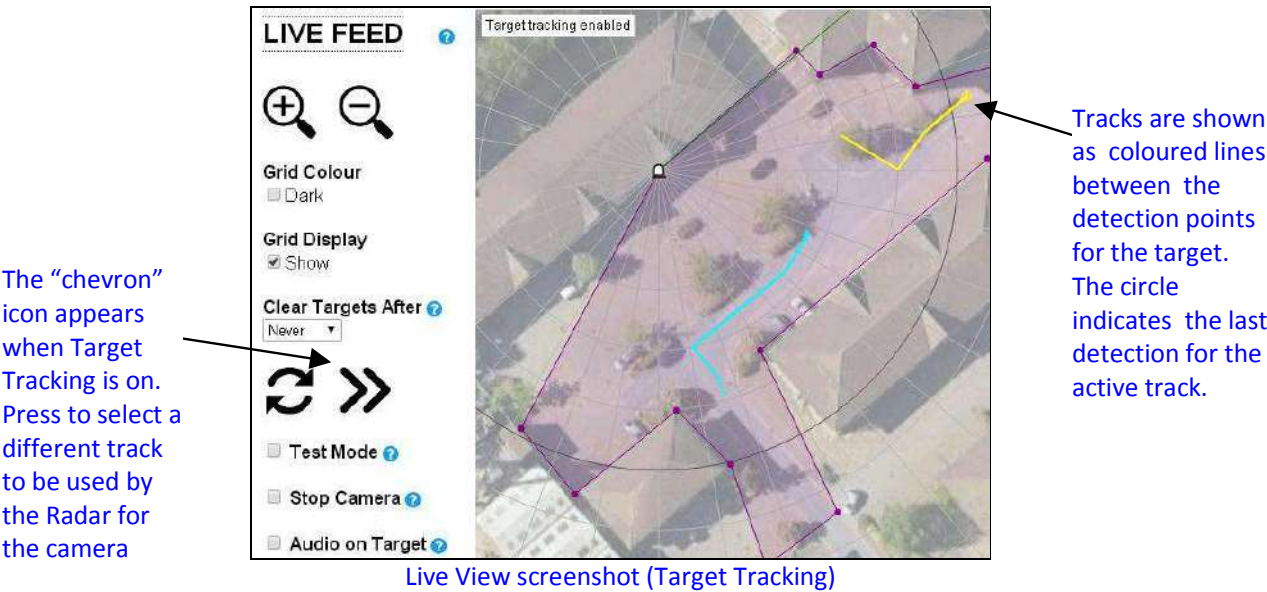 LIVE FEED
Target tracking enabled
Grid Colour
Dark
Grid Display
Show
Clear Targets After
Never
Test Mode
Stop Camera
Audio on Target
The “chevron”
icon appears
when Target
Tracking is on.
Press to select a
different track
to be used by
the Radar for
the camera
Tracks are shown
as coloured lines
between the
detection points
for the target.
The circle
indicates the last
detection for the
active track.
Live View screenshot (Target Tracking)